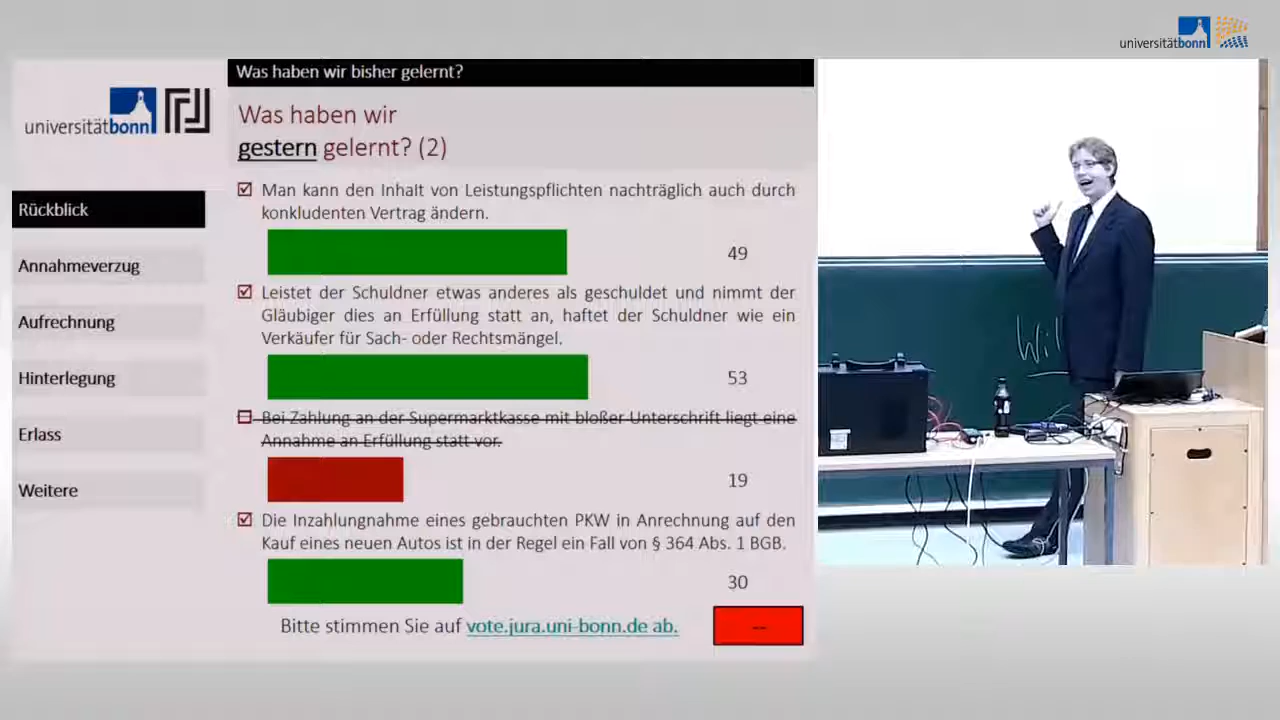 universitätbonn
Was haben wir bisher gelernt?
universitätbonn
Was haben wir
gestern gelernt? (2)
Rückblick
Annahmeverzug
Aufrechnung
Hinterlegung
Erlass
Weitere
Man kann den Inhalt von Leistungspflichten nachträglich auch durch
konkludenten Vertrag ändern.
49
Leistet der Schuldner etwas anderes als geschuldet und nimmt der
Gläubiger dies an Erfüllung statt an, haftet der Schuldner wie ein
Verkäufer für Sach- oder Rechtsmängel.
53
Bei Zahlung an der Supermarktkasse mit bloßer Unterschrift liegt eine
Annahme an Erfüllung statt vor.
19
Die Inzahlungnahme eines gebrauchten PKW in Anrechnung auf den
Kauf eines neuen Autos ist in der Regel ein Fall von § 364 Abs. 1 BGB.
30
Bitte stimmen Sie auf vote.jura.uni-bonn.de ab.
--